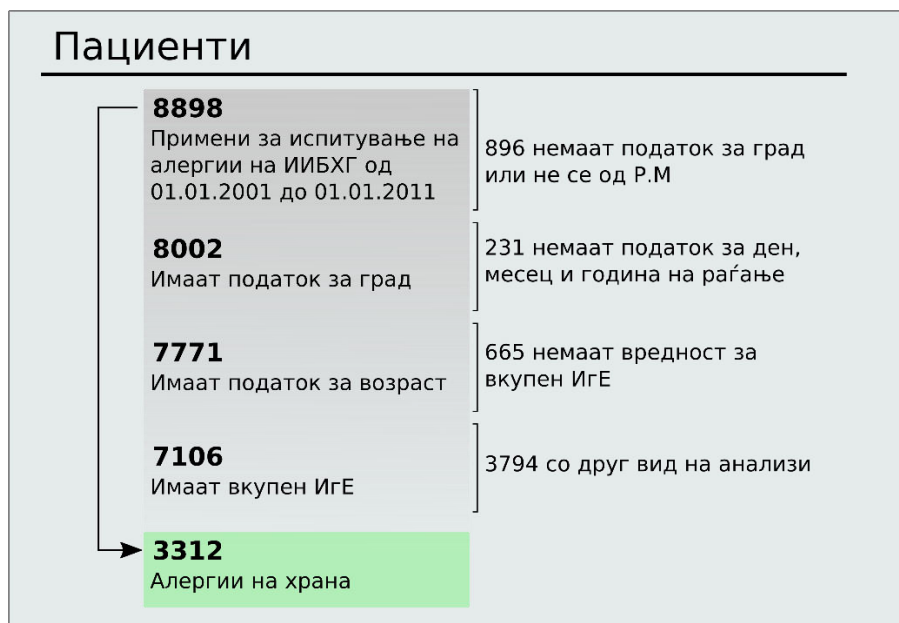 Пациенти
8898
Примени за испитување на
алергии на ИИБХГ од
01.01.2001 до 01.01.2011
896 немаат податок за град
или не се од Р.М
8002
Имаат податок за град
231 немаат податок за ден,
месец и година на раѓање
7771
Имаат податок за возраст
665 немаат вредност за
вкупен ИгЕ
7106
Имаат вкупен ИгЕ
3794 со друг вид на анализи
3312
Алергии на храна